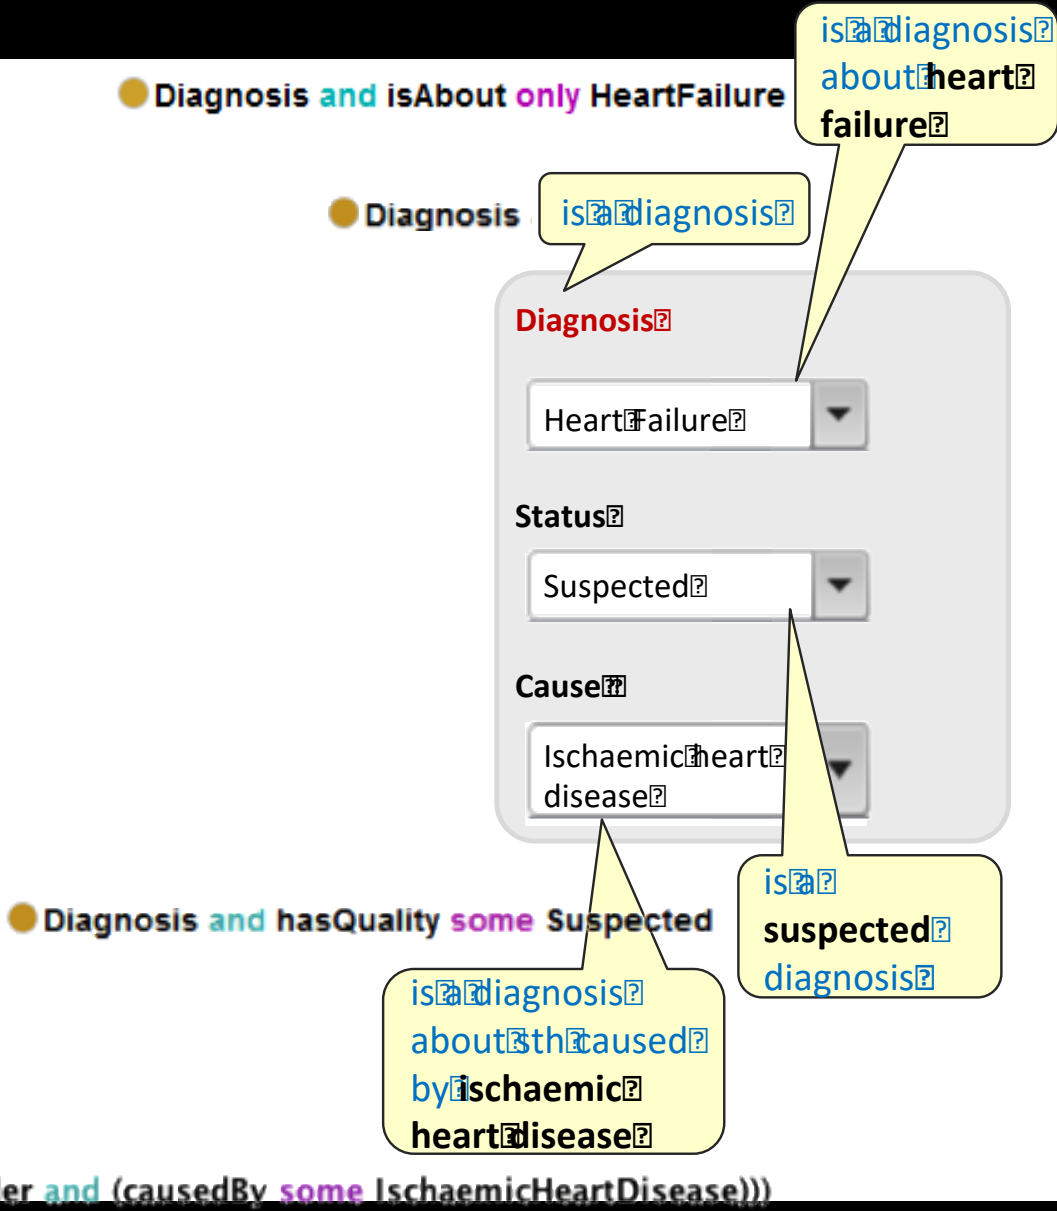 is a diagnosis
about heart
failure
Diagnosis and isAbout only HeartFailure
Diagnosis
is a diagnosis
Diagnosis
Heart Failure
Status
Suspected
Cause
Ischaemic heart
disease
is a
suspected
diagnosis
Diagnosis and hasQuality some Suspected
is a diagnosis
about sth caused
by ischaemic
heart disease
er and (causedBy some IschaemicHeartDisease)))